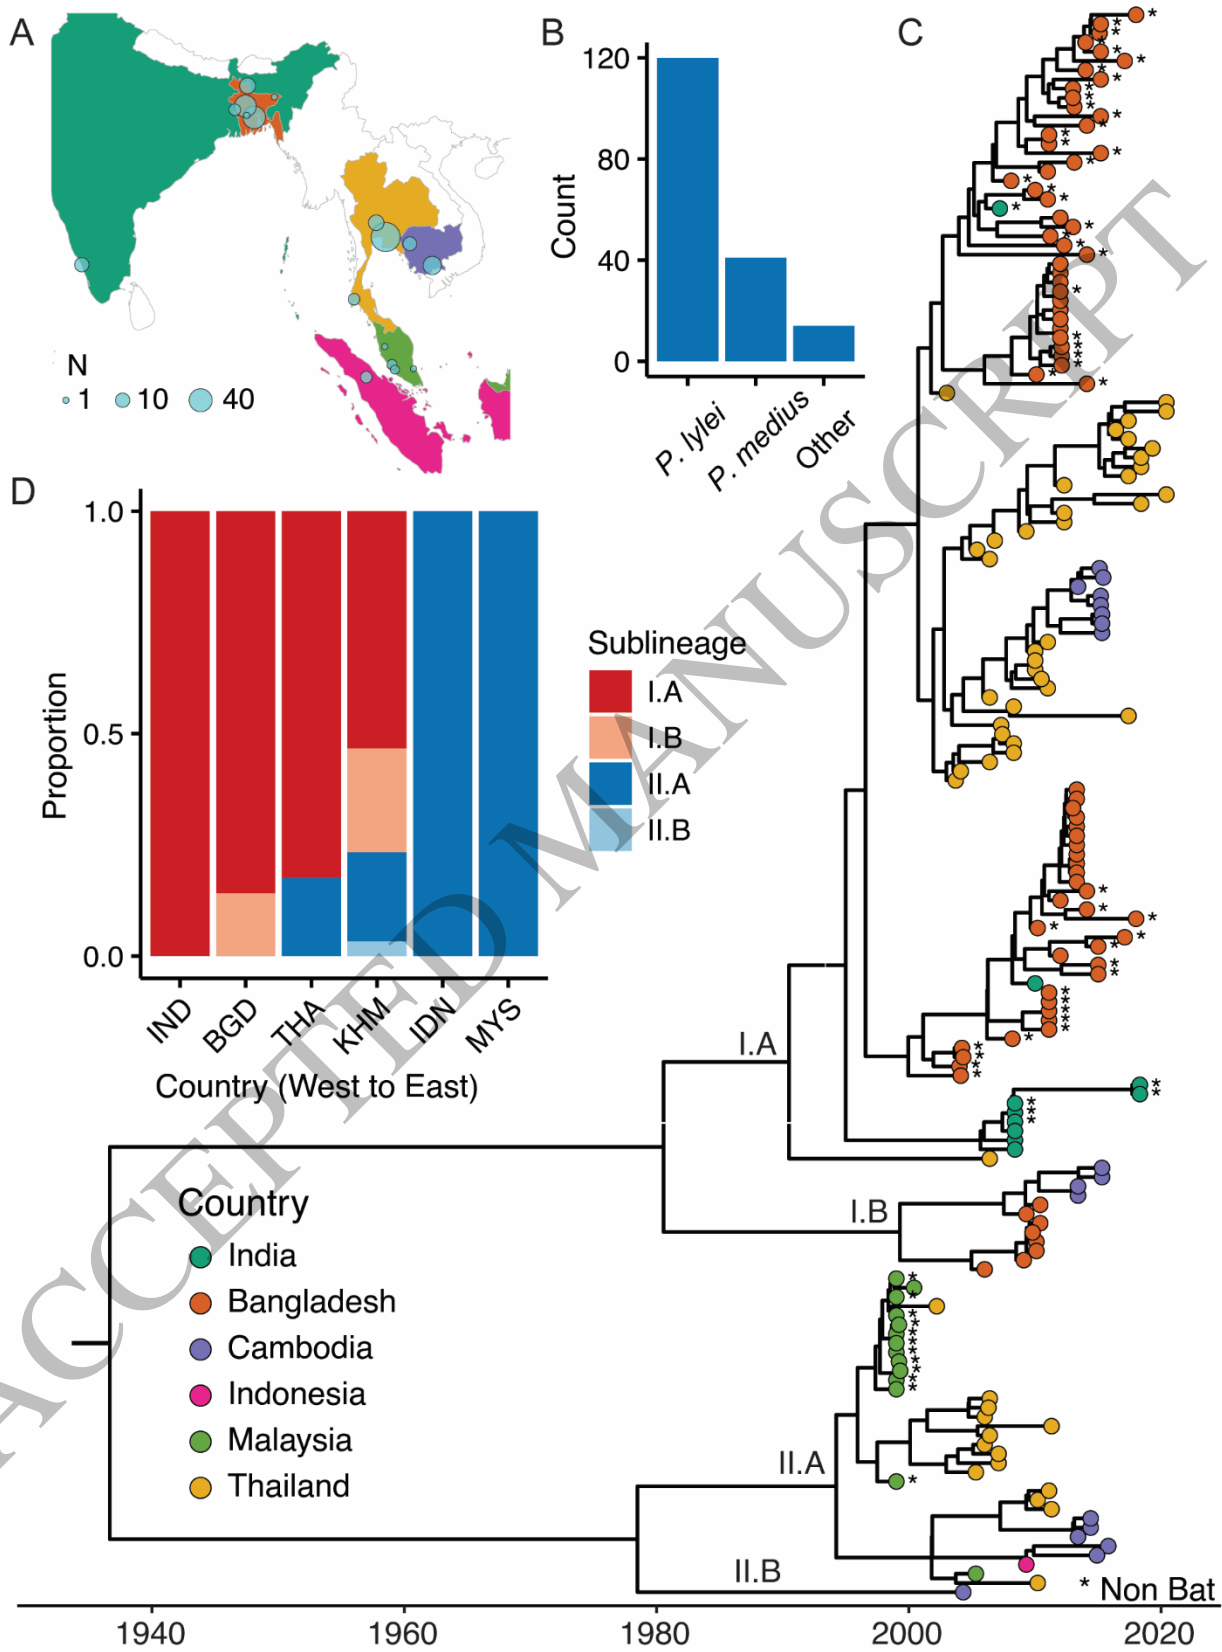 A
N
1
10
40
B
120
80
40
0
Count
P. lylei
P. medius
Other
C
D
1.0
0.5
0.0
Proportion
IND
BGD
THA
KHM
IDN
MYS
Country (West to East)
Sublineage
I.A
I.B
II.A
II.B
I.A
I.B
II.A
II.B
Country
India
Bangladesh
Cambodia
Indonesia
Malaysia
Thailand
* Non Bat
1940
1960
1980
2000
2020
ACCEPTED MANUSCRIPT